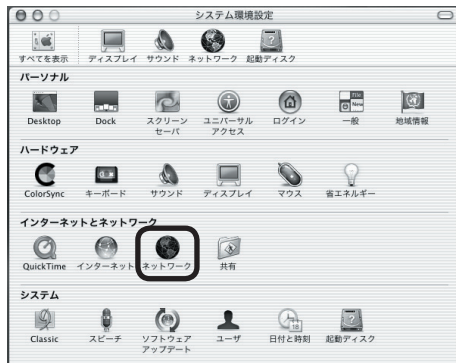 システム環境設定
すべてを表示 ディスプレイ サウンド ネットワーク 起動ディスク
パーソナル
Desktop Dock スクリーンセーバ ユニバーサルアクセス ログイン 一般 地域情報
ハードウェア
ColorSync キーボード サウンド ディスプレイ マウス 省エネルギー
インターネットとネットワーク
QuickTime インターネット ネットワーク 共有
システム
Classic スピーチ ソフトウェアアップデート ユーザ 日付と時刻 起動ディスク